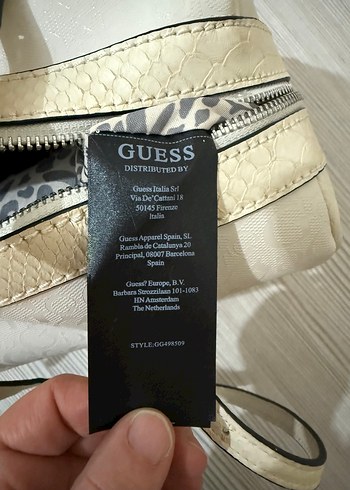 GUESS
DISTRIBUTED BY
Guess Italia Srl
Via De'Cattani 18
50145 Firenze
Italia
Guess Apparel Spain, SL
Rambla de Catalunya 20
Principal, 08007 Barcelona
Spain
Guess? Europe, B.V.
Barbara Strozzilaan 101-1083
HN Amsterdam
The Netherlands
STYLE:GG498509